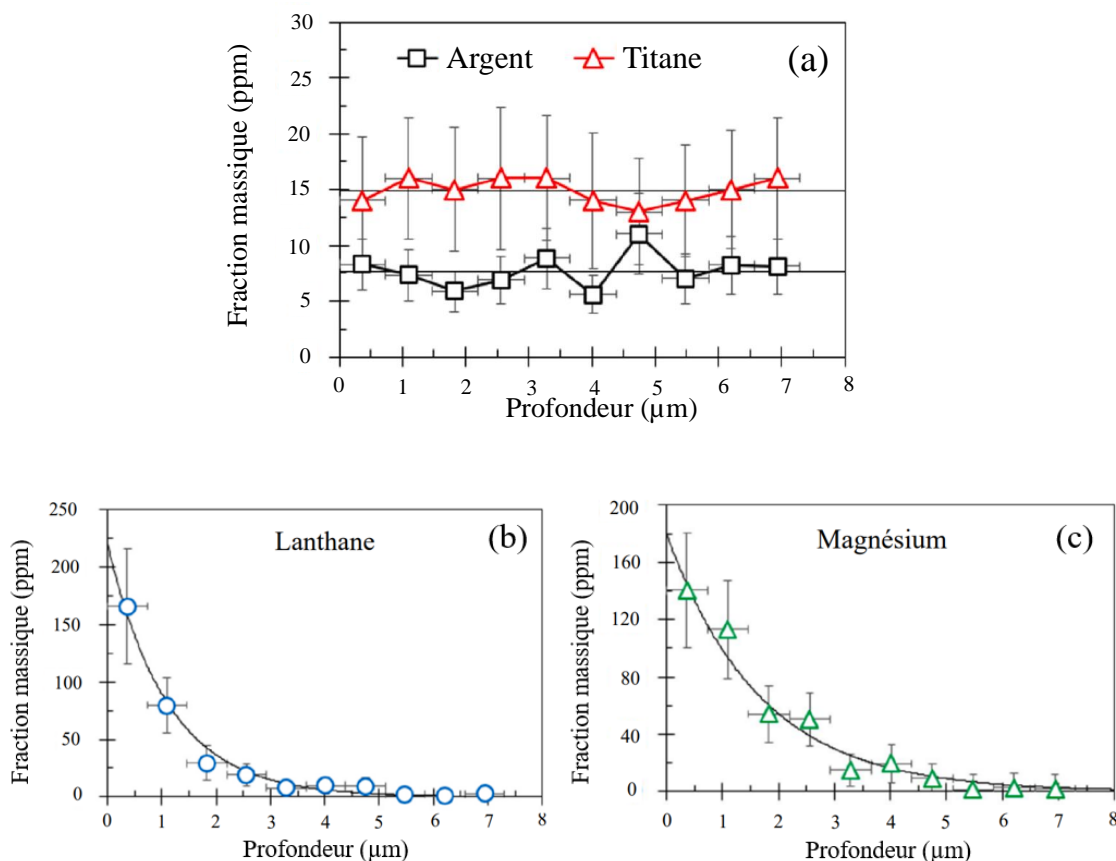 30
25
20
15
10
5
0
Fraction massique (ppm)
Argent Titane (a)
0 1 2 3 4 5 6 7 8
Profondeur (µm)
250
200
150
100
50
0
Fraction massique (ppm)
Lanthane (b)
0 1 2 3 4 5 6 7 8
Profondeur (µm)
200
160
120
80
40
0
Fraction massique (ppm)
Magnésium (c)
0 1 2 3 4 5 6 7 8
Profondeur (µm)